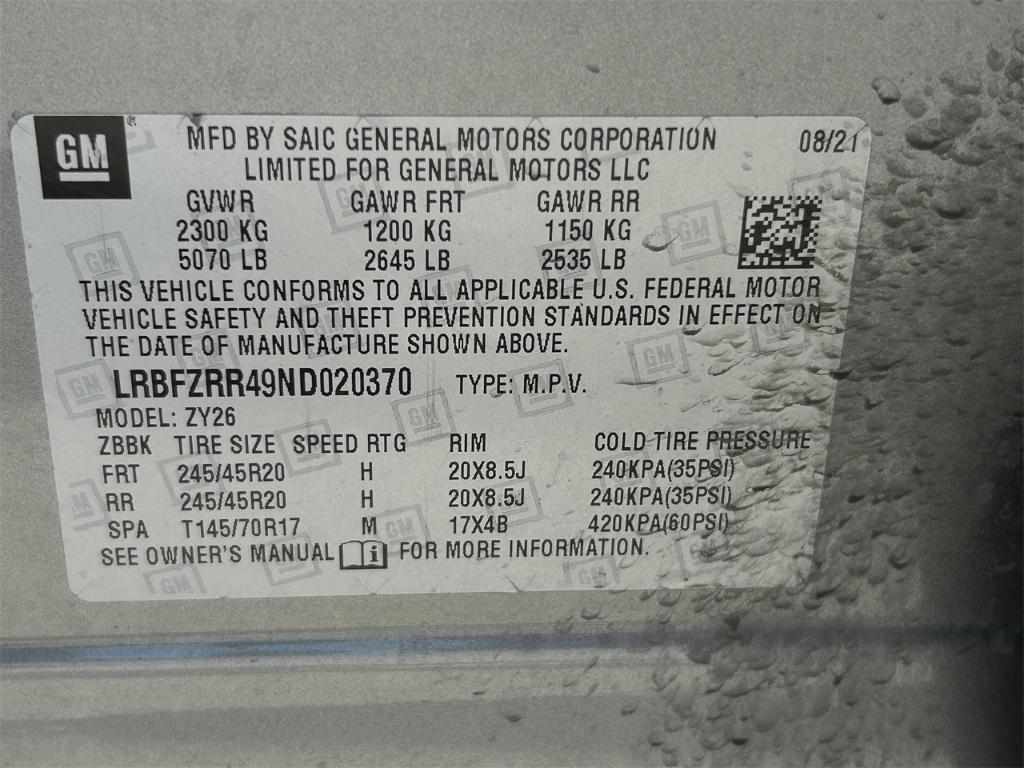 GM ® MFD BY SAIC GENERAL MOTORS CORPORATION 08/21
LIMITED FOR GENERAL MOTORS LLC
GVWR GAWR FRT GAWR RR
2300 KG 1200 KG 1150 KG
5070 LB 2645 LB 2535 LB
THIS VEHICLE CONFORMS TO ALL APPLICABLE U.S. FEDERAL MOTOR
VEHICLE SAFETY AND THEFT PREVENTION STANDARDS IN EFFECT ON
THE DATE OF MANUFACTURE SHOWN ABOVE.
LRBFZRR49ND020370 TYPE: M.P.V.
MODEL: ZY26
ZBBK TIRE SIZE SPEED RTG RIM COLD TIRE PRESSURE
FRT 245/45R20 H 20X8.5J 240KPA(35PSI)
RR 245/45R20 H 20X8.5J 240KPA(35PSI)
SPA T145/70R17 M 17X4B 420KPA(60PSI)
SEE OWNER'S MANUAL i FOR MORE INFORMATION.